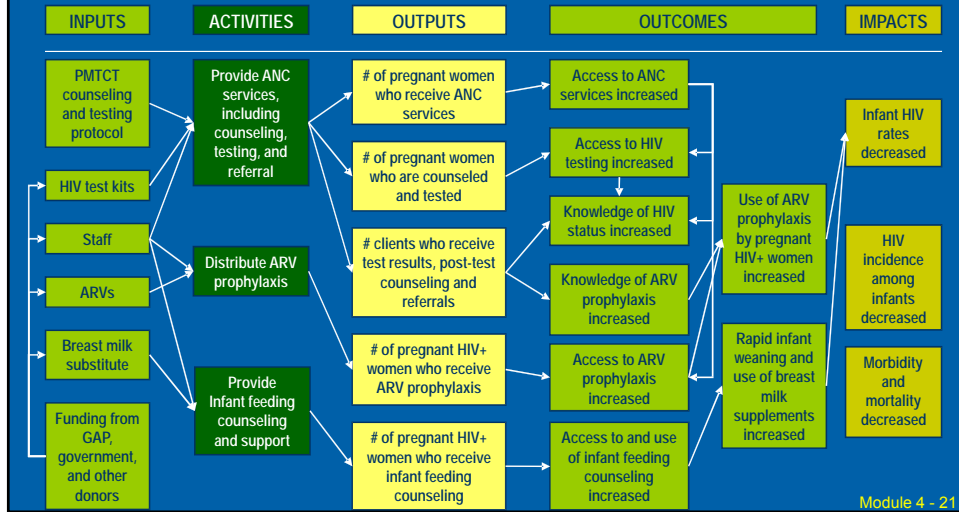 INPUTS
ACTIVITIES
OUTPUTS
OUTCOMES
IMPACTS
PMTCT
counseling
and testing
protocol
HIV test kits
Staff
ARVs
Breast milk
substitute
Funding from
GAP,
government,
and other
donors
Provide ANC
services,
including
counseling,
testing, and
referral
Distribute ARV
prophylaxis
Provide
Infant feeding
counseling
and support
# of pregnant women
who receive ANC
services
# of pregnant women
who are counseled
and tested
# clients who receive
test results, post-test
counseling and
referrals
# of pregnant HIV+
women who receive
ARV prophylaxis
# of pregnant HIV+
women who receive
infant feeding
counseling
Access to ANC
services increased
Access to HIV
testing increased
Knowledge of HIV
status increased
Knowledge of ARV
prophylaxis
increased
Access to ARV
prophylaxis
increased
Access to and use
of infant feeding
counseling
increased
Use of ARV
prophylaxis
by pregnant
HIV+ women
increased
Rapid infant
weaning and
use of breast
milk
supplements
increased
Infant HIV
rates
decreased
HIV
incidence
among
infants
decreased
Morbidity
and
mortality
decreased
Module 4 - 21